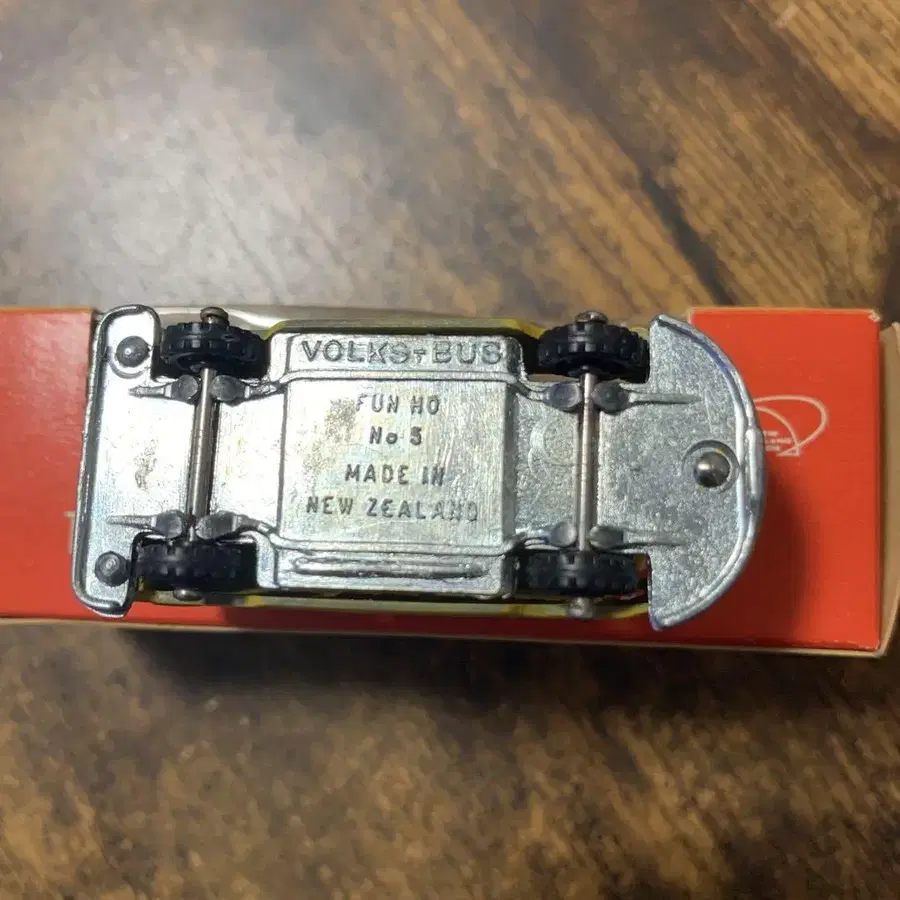 VOLKS-BUS
FUN HO
No 5
MADE IN
NEW ZEALAND